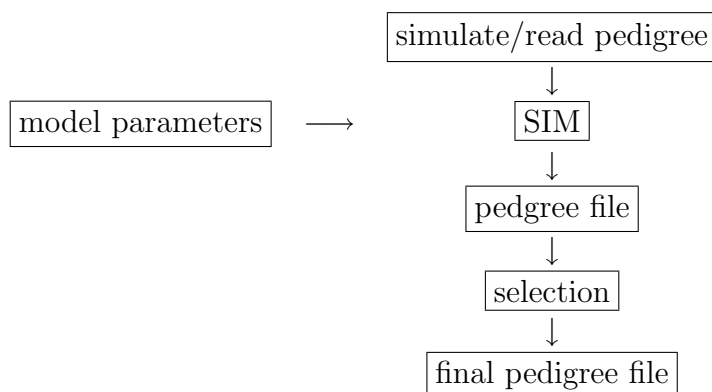 simulate/read pedigree
model parameters
SIM
pedgree file
selection
final pedigree file